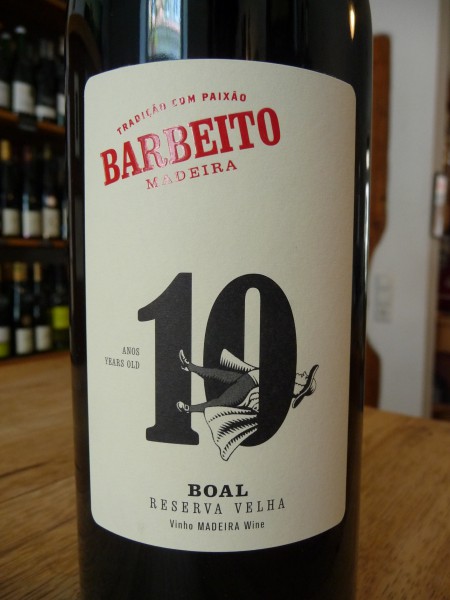 TRADIÇÃO COM PAIXÃO
BARBEITO
MADEIRA
ANOS
YEARS OLD
10
BOAL
RESERVA VELHA
Vinho MADEIRA Wine